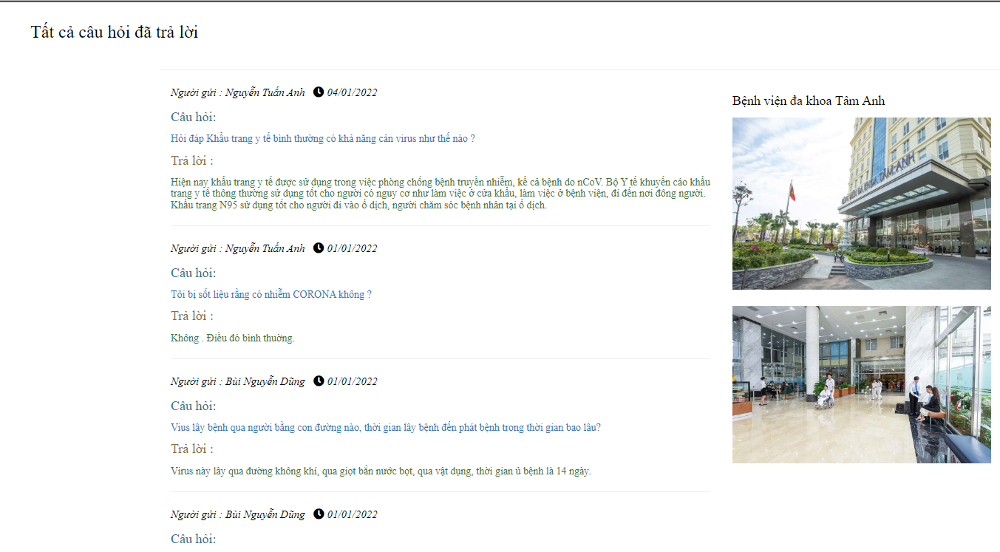 Tất cả câu hỏi đã trả lời
Người gửi : Nguyễn Tuấn Anh 04/01/2022
Câu hỏi:
Hỏi đáp Khẩu trang y tế bình thường có khả năng cản virus như thế nào ?
Trả lời :
Hiện nay khẩu trang y tế được sử dụng trong việc phòng chống bệnh truyền nhiễm, kể cả bệnh do nCoV. Bộ Y tế khuyến cáo khẩu
trang y tế thông thường sử dụng tốt cho người có nguy cơ như làm việc ở cửa khẩu, làm việc ở bệnh viện, đi đến nơi đông người.
Khẩu trang N95 sử dụng tốt cho người đi vào ổ dịch, người chăm sóc bệnh nhân tại ổ dịch.
Người gửi : Nguyễn Tuấn Anh 01/01/2022
Câu hỏi:
Tôi bị sốt liệu rằng có nhiễm CORONA không ?
Trả lời :
Không . Điều đó bình thuờng.
Người gửi : Bùi Nguyễn Dũng 01/01/2022
Câu hỏi:
Vius lây bệnh qua người bằng con đường nào, thời gian lây bệnh đến phát bệnh trong thời gian bao lâu?
Trả lời :
Virus này lây qua đường không khí, qua giọt bắn nước bọt, qua vật dụng, thời gian ủ bệnh là 14 ngày.
Người gửi : Bùi Nguyễn Dũng 01/01/2022
Câu hỏi:
Bệnh viện đa khoa Tâm Anh
BỆNH VIỆN ĐA KHOA TÂM ANH